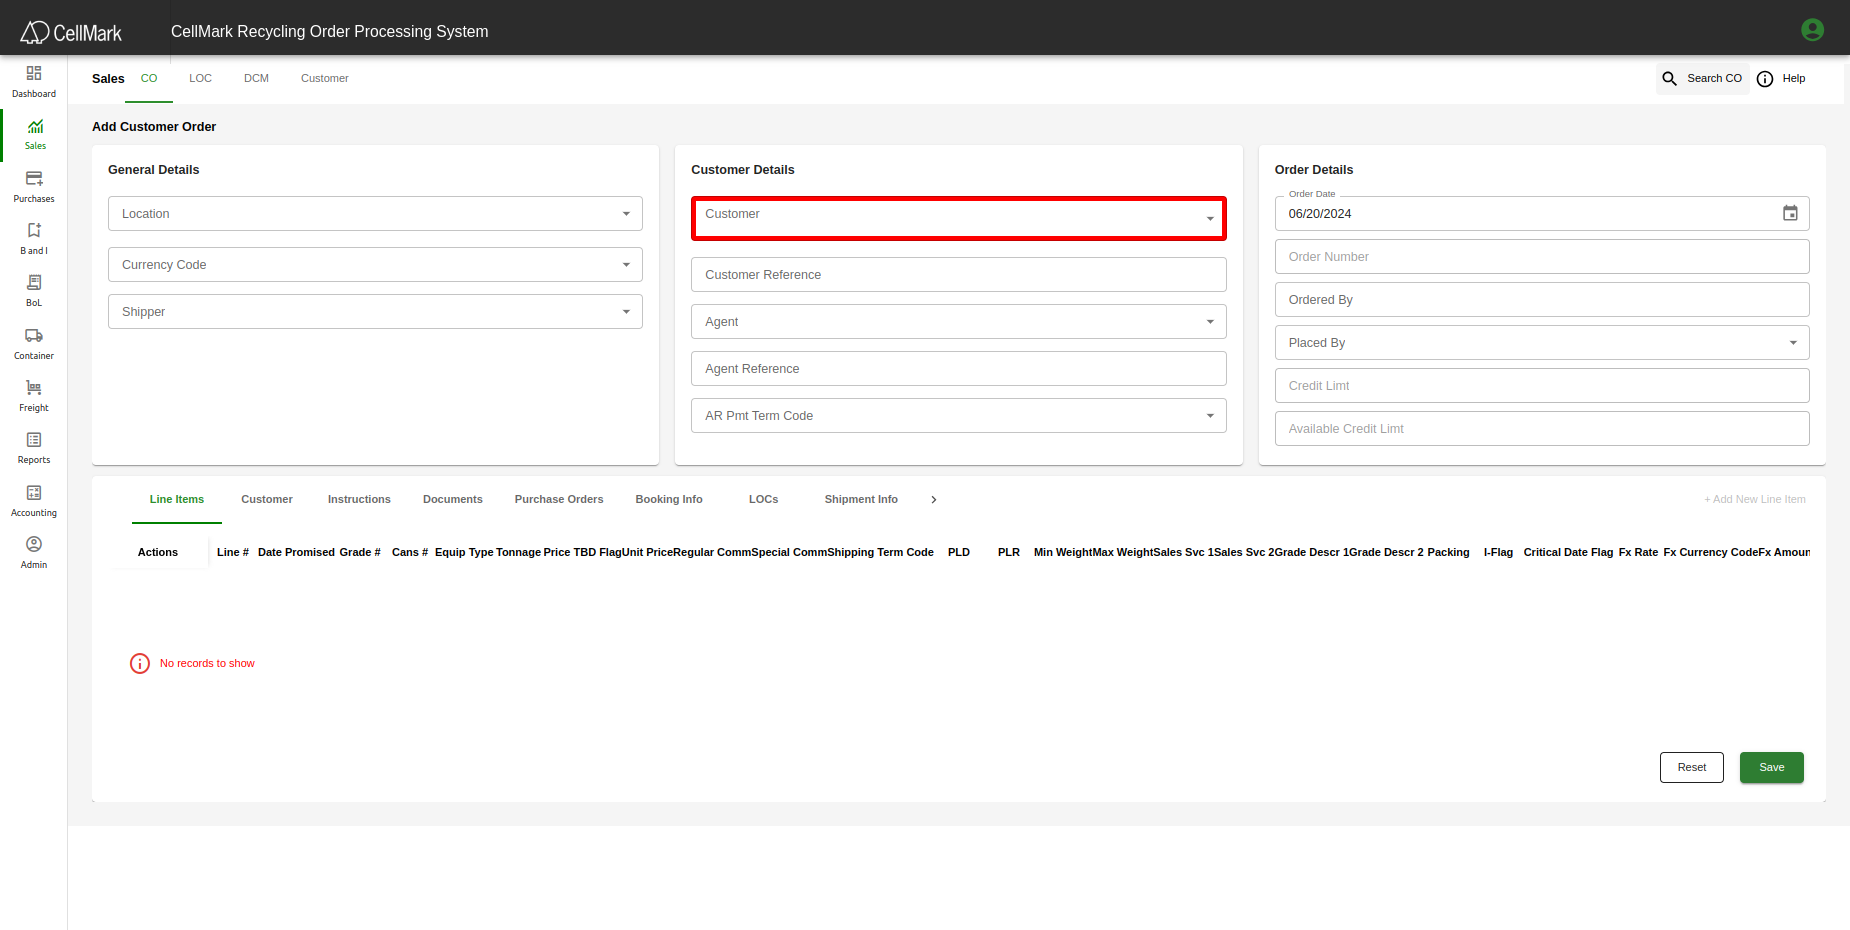 CellMark
CellMark Recycling Order Processing System
Dashboard
Sales
Purchases
B and I
BoL
Container
Freight
Reports
Accounting
Admin
Sales CO LOC DCM Customer
Search CO Help
Add Customer Order
General Details
Location
Currency Code
Shipper
Customer Details
Customer
Customer Reference
Agent
Agent Reference
AR Pmt Term Code
Order Details
Order Date
06/20/2024
Order Number
Ordered By
Placed By
Credit Limt
Available Credit Limt
Line Items Customer Instructions Documents Purchase Orders Booking Info LOCs Shipment Info
+ Add New Line Item
Actions Line # Date Promised Grade # Cans # Equip Type Tonnage Price TBD Flag Unit Price Regular Comm Special Comm Shipping Term Code PLD PLR Min Weight Max Weight Sales Svc 1 Sales Svc 2 Grade Descr 1 Grade Descr 2 Packing I-Flag Critical Date Flag Fx Rate Fx Currency Code Fx Amoun
No records to show
Reset Save